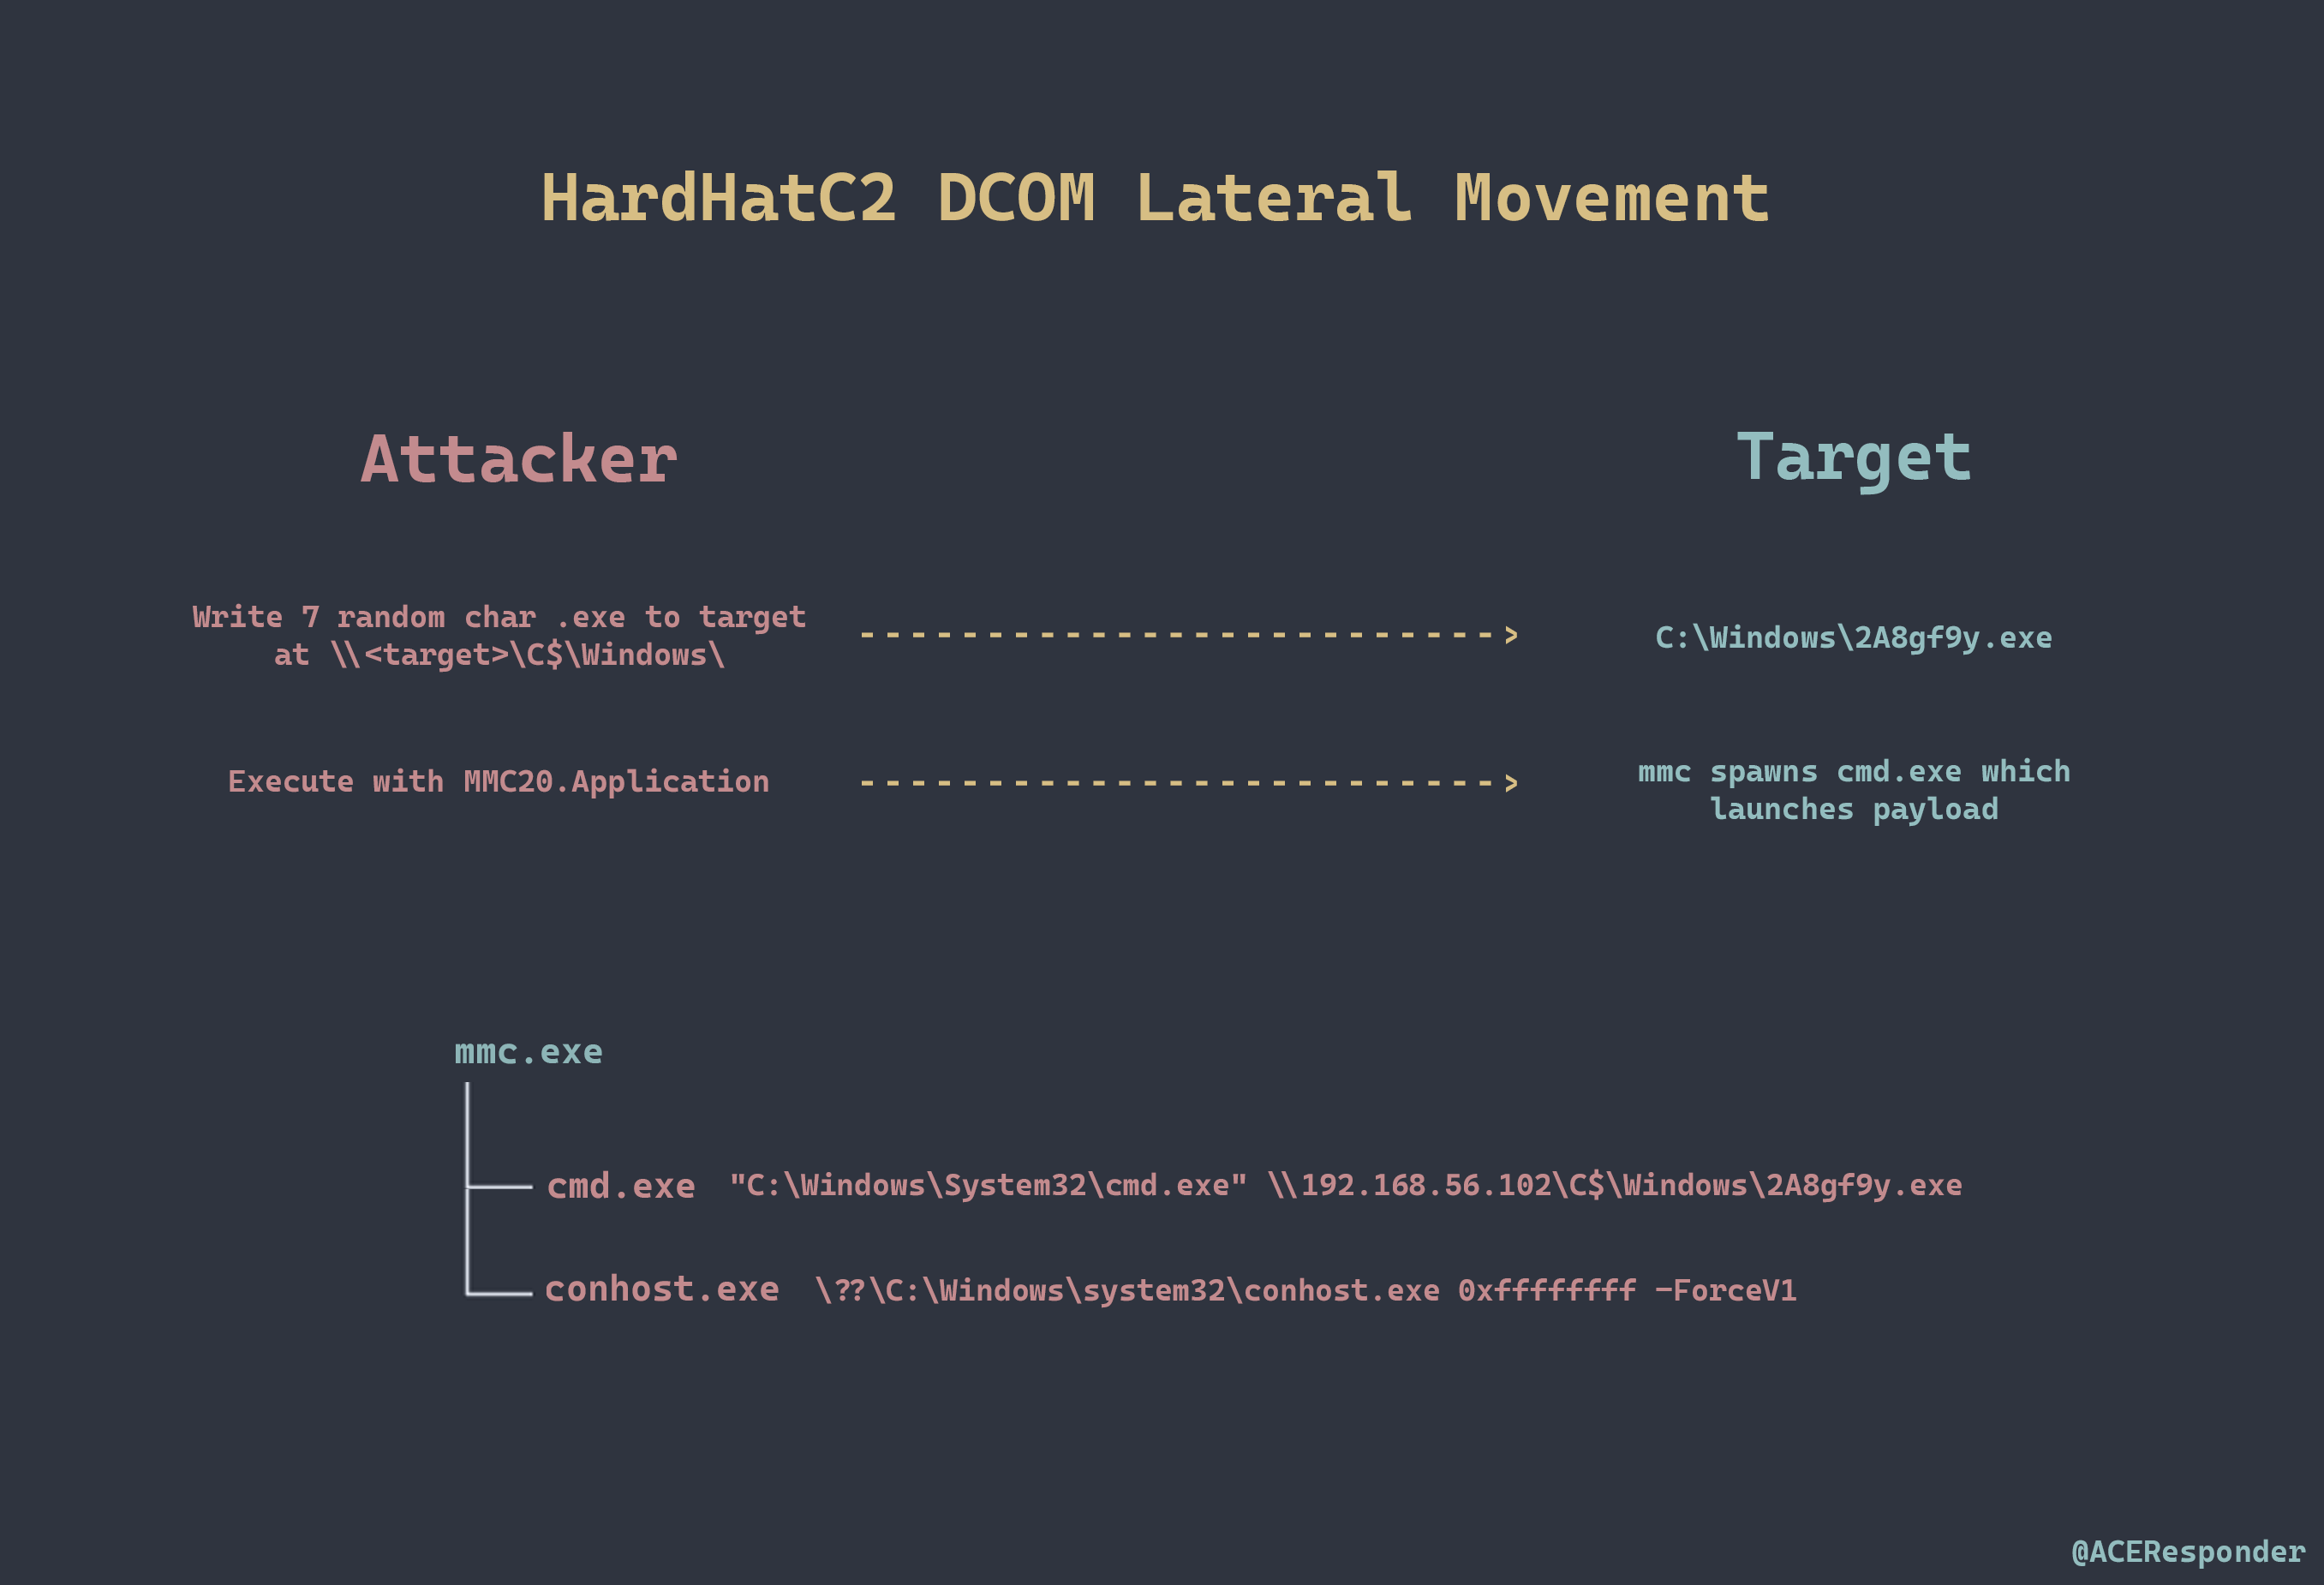 HardHatC2 DCOM Lateral Movement
Attacker
Target
Write 7 random char .exe to target
at \\<target>\C$\Windows\
C:\Windows\2A8gf9y.exe
Execute with MMC20.Application
mmc spawns cmd.exe which
launches payload
mmc.exe
cmd.exe "C:\Windows\System32\cmd.exe" \\192.168.56.102\C$\Windows\2A8gf9y.exe
conhost.exe \??\C:\Windows\system32\conhost.exe 0xffffffff -ForceV1
@ACEResponder